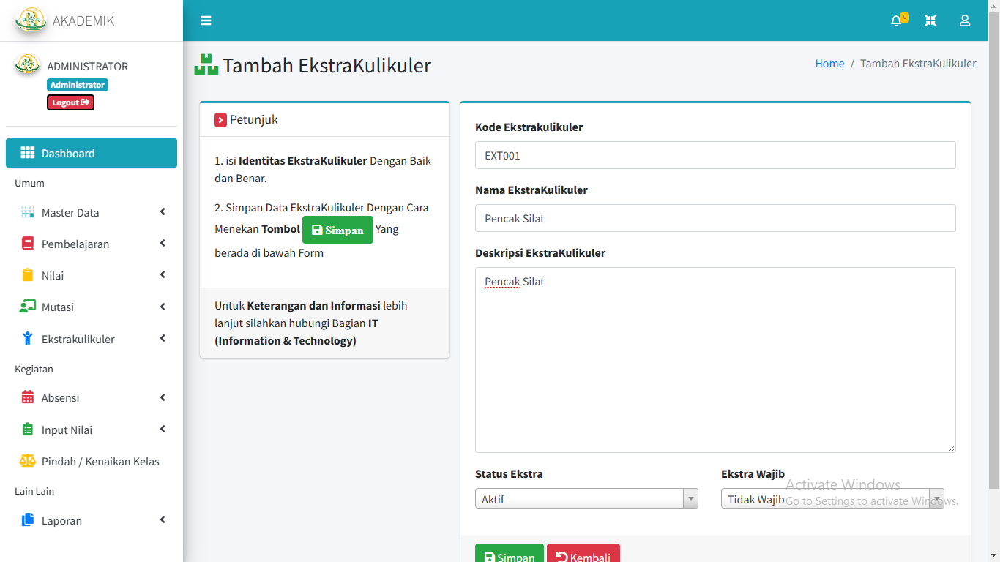 AKADEMIK
ADMINISTRATOR
Administrator
Logout
Dashboard
Umum
Master Data
Pembelajaran
Nilai
Mutasi
Ekstrakulikuler
Kegiatan
Absensi
Input Nilai
Pindah / Kenaikan Kelas
Lain Lain
Laporan
0
Tambah EkstraKulikuler
Home / Tambah EkstraKulikuler
Petunjuk
1. isi Identitas EkstraKulikuler Dengan Baik
dan Benar.
2. Simpan Data EkstraKulikuler Dengan Cara
Menekan Tombol Simpan Yang
berada di bawah Form
Untuk Keterangan dan Informasi lebih
lanjut silahkan hubungi Bagian IT
(Information & Technology)
Kode Ekstrakulikuler
EXT001
Nama EkstraKulikuler
Pencak Silat
Deskripsi EkstraKulikuler
Pencak Silat
Status Ekstra
Aktif
Ekstra Wajib
Tidak Wajib
Activate Windows
Go to Settings to activate Windows.
Simpan
Kembali